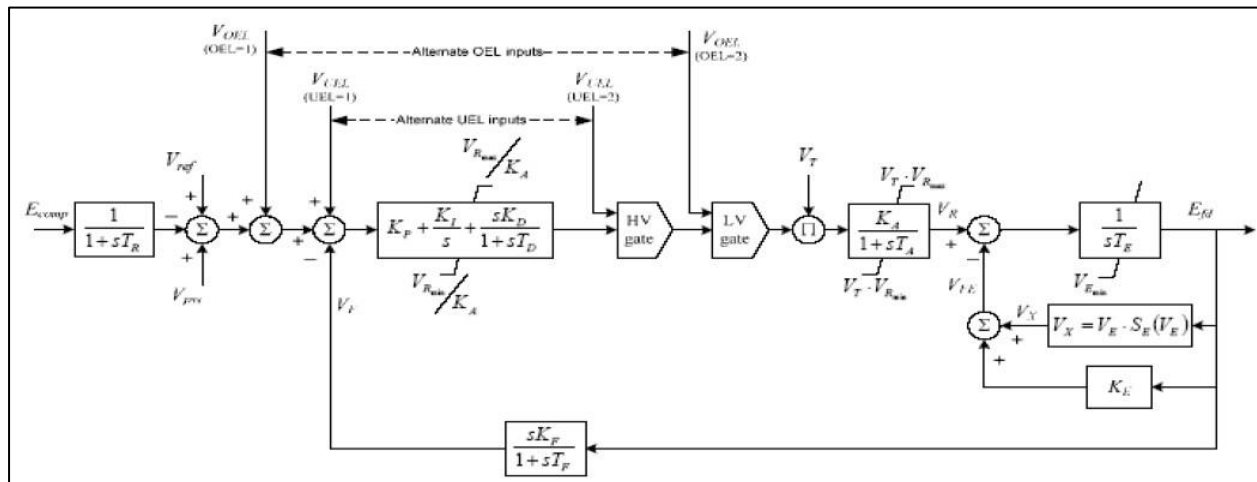 V_OEL
(OEL=1)
Alternate OEL inputs
V_OEL
(OEL=2)
V_UEL
(UEL=1)
V_UEL
(UEL=2)
Alternate UEL inputs
V_ref
V_Rmax / K_A
V_T
V_T · V_Rmax
E_comp
1 / (1 + sT_R)
− + +
Σ
+ +
Σ
+ + −
Σ
K_P + K_I / s + sK_D / (1 + sT_D)
HV gate
LV gate
Π
K_A / (1 + sT_A)
V_R
+ −
Σ
1 / (sT_E)
E_fd
V_Rmin / K_A
V_T · V_Rmin
V_Emin
V_F
V_FE
Σ
+ +
V_X
V_X = V_E · S_E(V_E)
K_E
sK_F / (1 + sT_F)